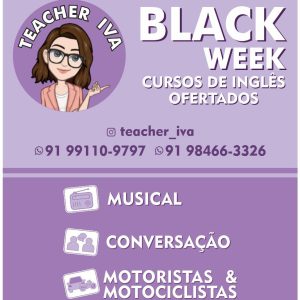 TEACHER IVA
BLACK
WEEK
CURSOS DE INGLÊS
OFERTADOS
teacher_iva
91 99110-9797 91 98466-3326
MUSICAL
CONVERSAÇÃO
MOTORISTAS &
MOTOCICLISTAS